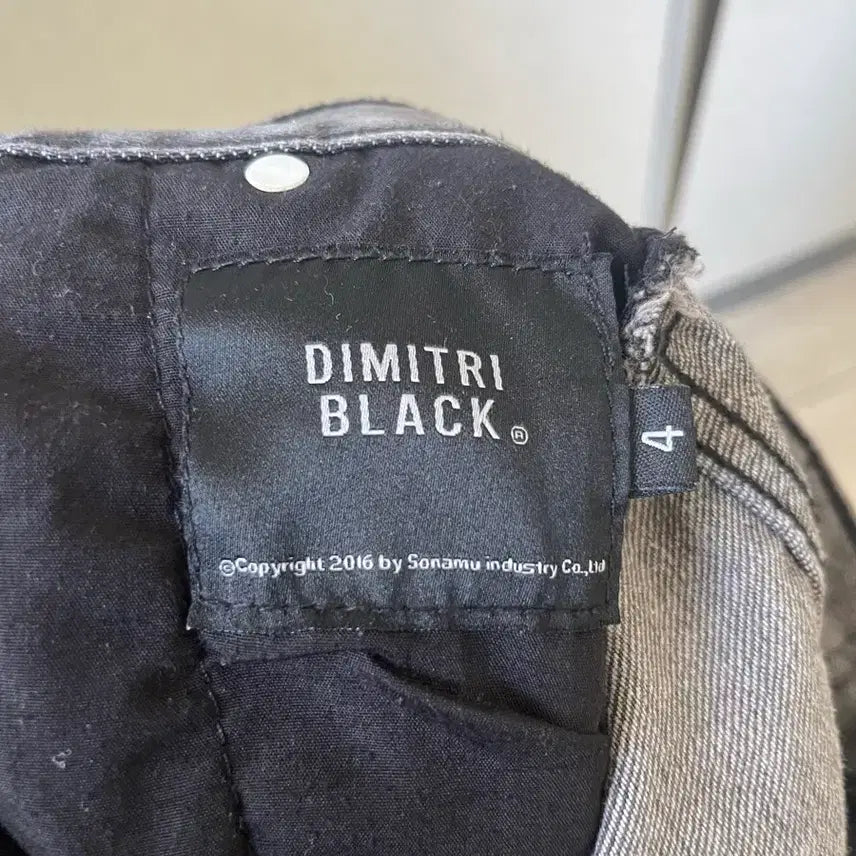 DIMITRI
BLACK®
4
©Copyright 2016 by Sonamu industry Co.,Ltd